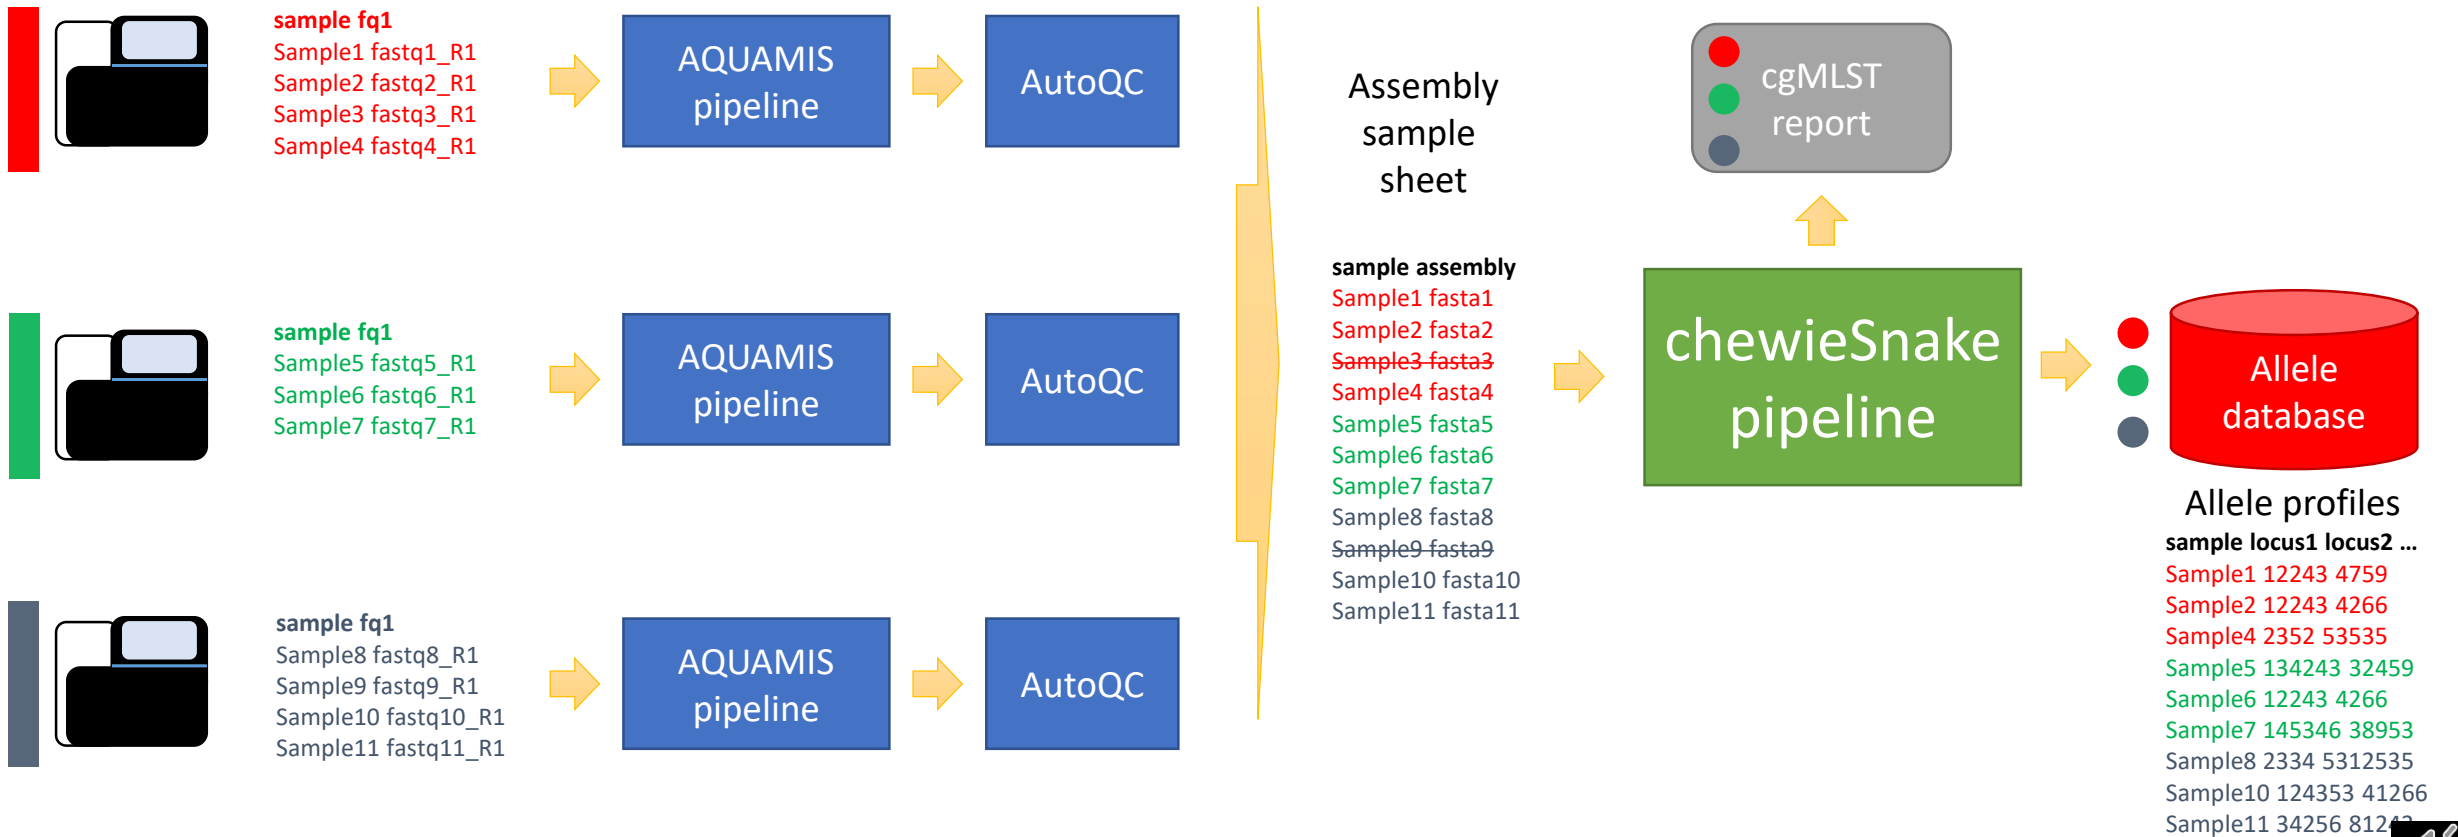 sample fq1
Sample1 fastq1_R1
Sample2 fastq2_R1
Sample3 fastq3_R1
Sample4 fastq4_R1
AQUAMIS
pipeline
AutoQC
sample fq1
Sample5 fastq5_R1
Sample6 fastq6_R1
Sample7 fastq7_R1
AQUAMIS
pipeline
AutoQC
sample fq1
Sample8 fastq8_R1
Sample9 fastq9_R1
Sample10 fastq10_R1
Sample11 fastq11_R1
AQUAMIS
pipeline
AutoQC
Assembly
sample
sheet
sample assembly
Sample1 fasta1
Sample2 fasta2
Sample3 fasta3
Sample4 fasta4
Sample5 fasta5
Sample6 fasta6
Sample7 fasta7
Sample8 fasta8
Sample9 fasta9
Sample10 fasta10
Sample11 fasta11
cgMLST
report
chewieSnake
pipeline
Allele
database
Allele profiles
sample locus1 locus2 ...
Sample1 12243 4759
Sample2 12243 4266
Sample4 2352 53535
Sample5 134243 32459
Sample6 12243 4266
Sample7 145346 38953
Sample8 2334 5312535
Sample10 124353 41266
Sample11 34256